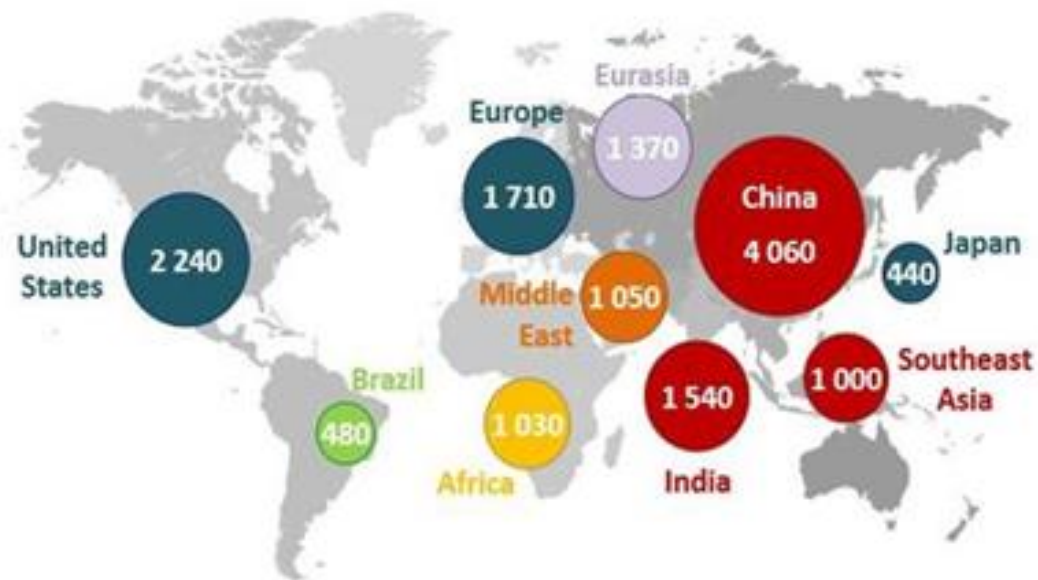 Eurasia
1 370
Europe
1 710
China
4 060
United
States
2 240
Japan
440
Middle
East
1 050
Southeast
Asia
1 000
Brazil
480
Africa
1 030
India
1 540